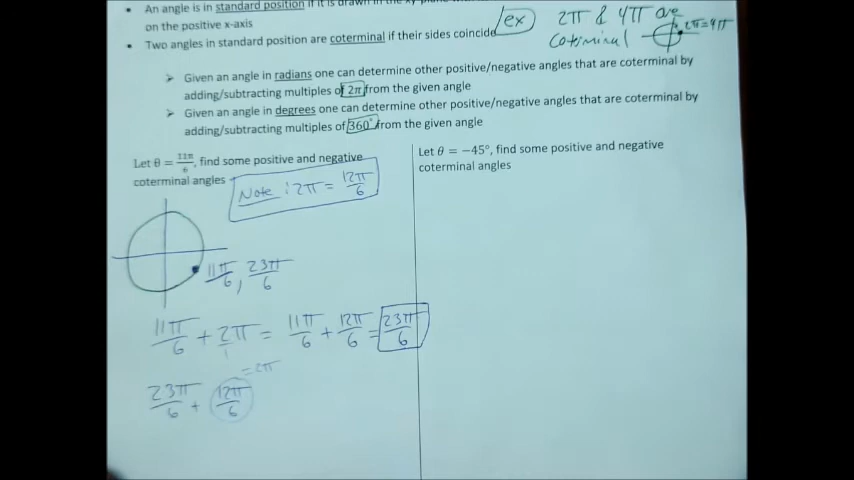 • An angle is in standard position if it is drawn in the xy-plane with
on the positive x-axis
• Two angles in standard position are coterminal if their sides coincide
ex 2π & 4π are
coterminal 2π=4π
➢ Given an angle in radians one can determine other positive/negative angles that are coterminal by
adding/subtracting multiples of 2π from the given angle
➢ Given an angle in degrees one can determine other positive/negative angles that are coterminal by
adding/subtracting multiples of 360° from the given angle
Let θ = 11π/6, find some positive and negative
coterminal angles
Note : 2π = 12π/6
11π/6, 23π/6
11π/6 + 2π/1 = 11π/6 + 12π/6 = 23π/6
=2π
23π/6 + 12π/6
Let θ = −45°, find some positive and negative
coterminal angles